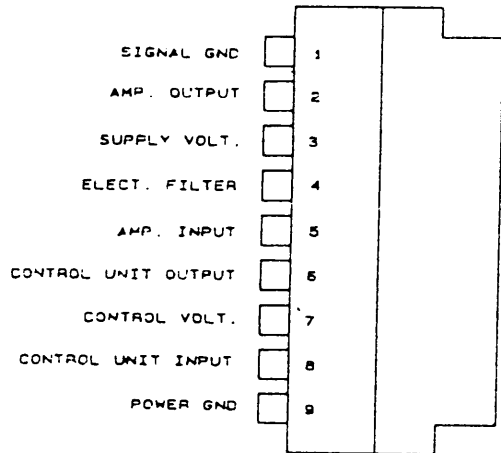 SIGNAL GND 1
AMP. OUTPUT 2
SUPPLY VOLT. 3
ELECT. FILTER 4
AMP. INPUT 5
CONTROL UNIT OUTPUT 6
CONTROL VOLT. 7
CONTROL UNIT INPUT 8
POWER GND 9